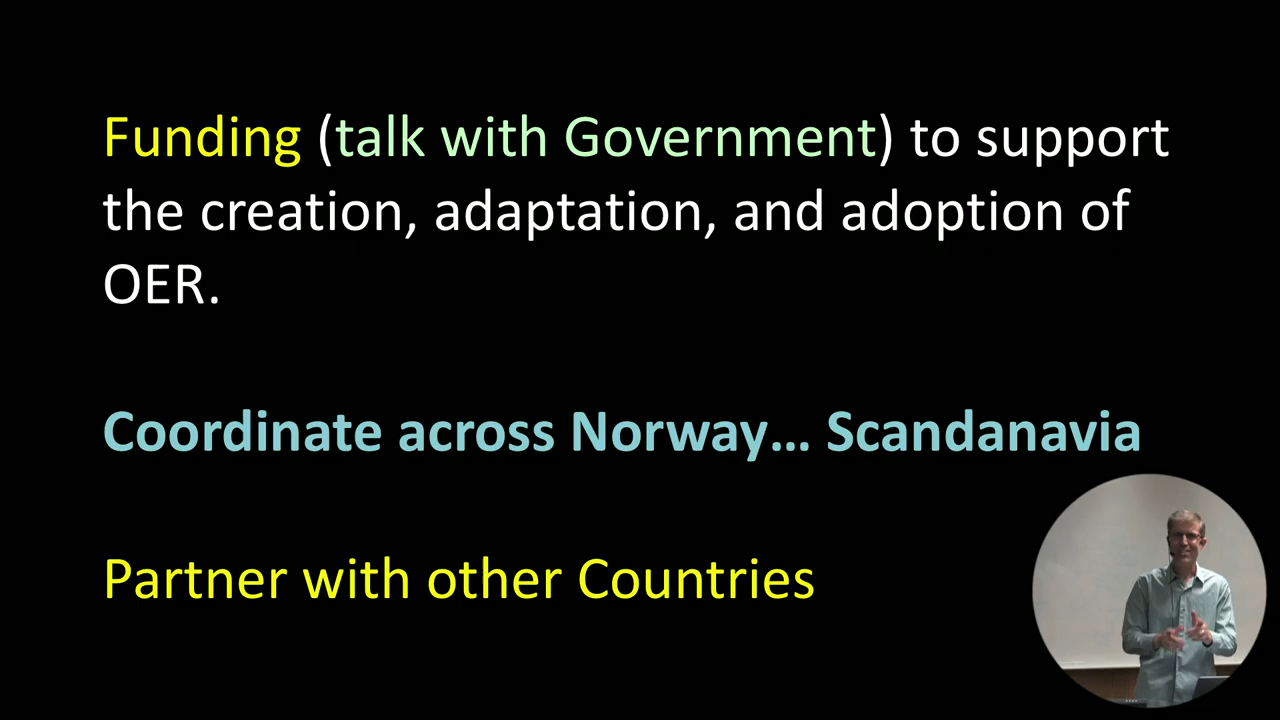 Funding (talk with Government) to support
the creation, adaptation, and adoption of
OER.
Coordinate across Norway... Scandanavia
Partner with other Countries